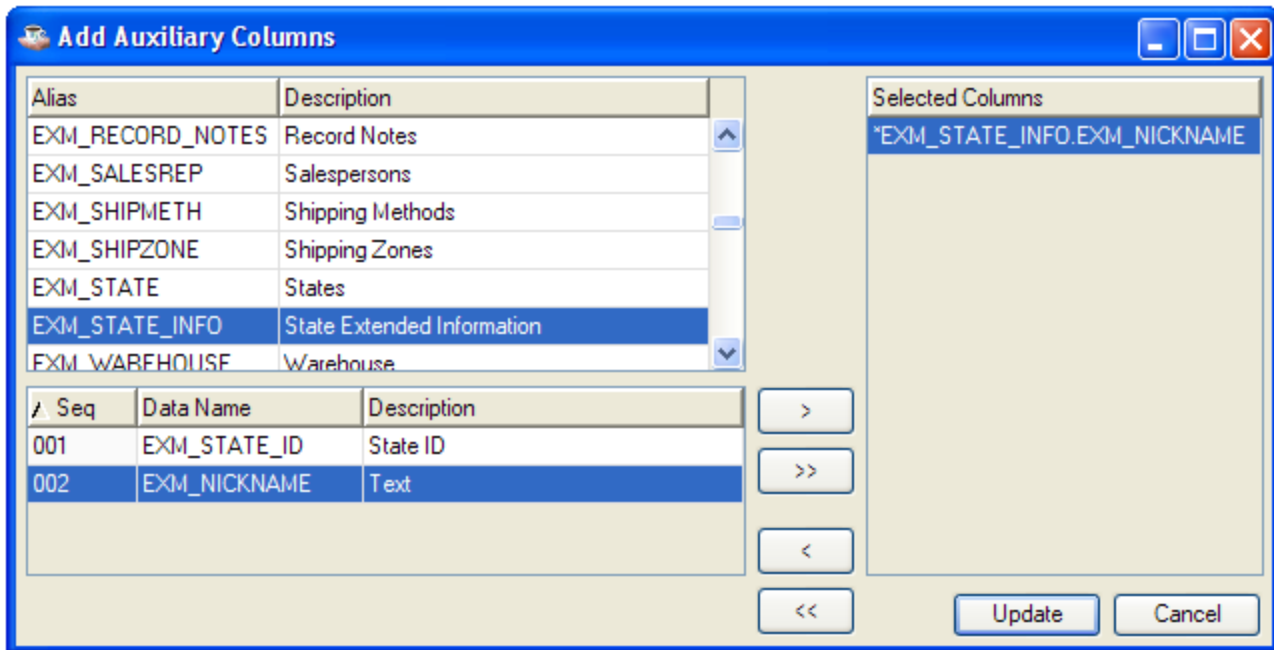 Add Auxiliary Columns
Alias Description
EXM_RECORD_NOTES Record Notes
EXM_SALESREP Salespersons
EXM_SHIPMETH Shipping Methods
EXM_SHIPZONE Shipping Zones
EXM_STATE States
EXM_STATE_INFO State Extended Information
EXM_WAREHOUSE Warehouse
Seq Data Name Description
001 EXM_STATE_ID State ID
002 EXM_NICKNAME Text
>
>>
<
<<
Selected Columns
*EXM_STATE_INFO.EXM_NICKNAME
Update Cancel